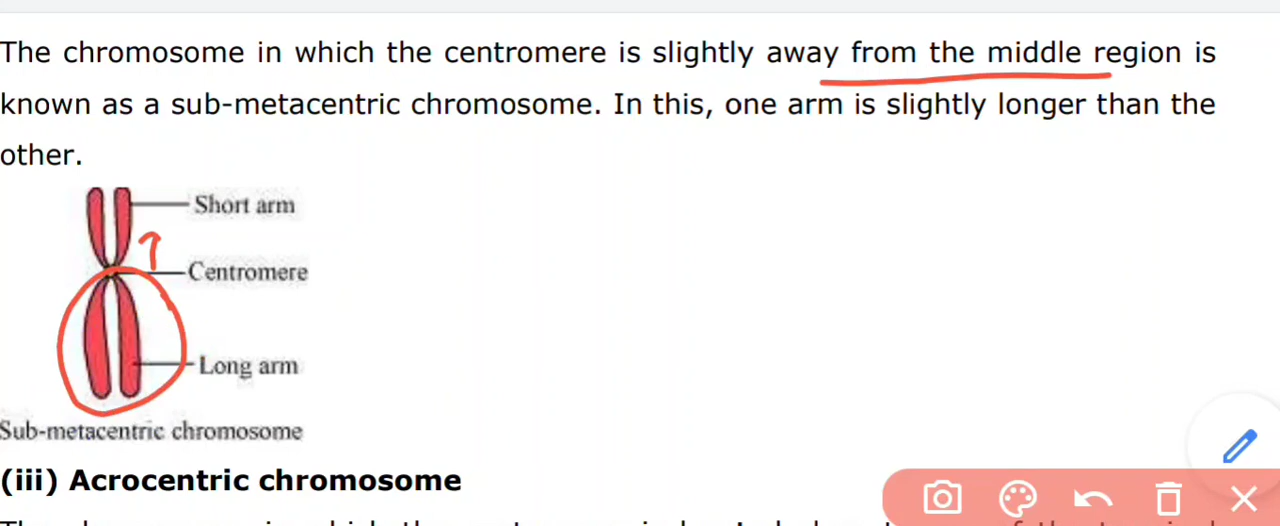 The chromosome in which the centromere is slightly away from the middle region is
known as a sub-metacentric chromosome. In this, one arm is slightly longer than the
other.
Short arm
Centromere
Long arm
Sub-metacentric chromosome
(iii) Acrocentric chromosome